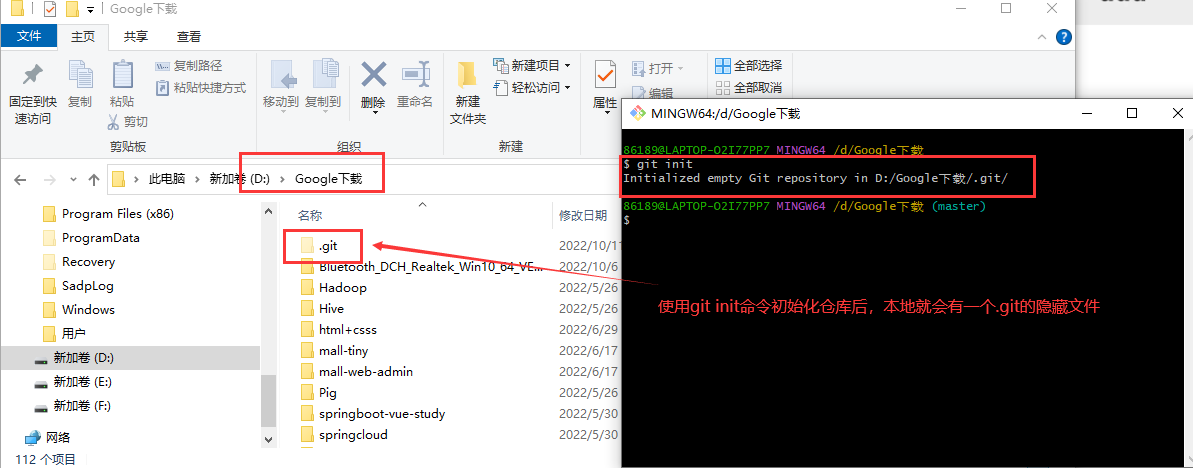 Google下载
文件 主页 共享 查看
固定到快速访问
复制
粘贴
复制路径
粘贴快捷方式
剪切
剪贴板
移动到 复制到 删除 重命名
组织
新建文件夹
新建项目
轻松访问
新建
属性
打开
编辑
全部选择
全部取消
此电脑 > 新加卷 (D:) > Google下载
Program Files (x86)
ProgramData
Recovery
SadpLog
Windows
用户
新加卷 (D:)
新加卷 (E:)
新加卷 (F:)
网络
112 个项目
名称 修改日期
.git 2022/10/11
Bluetooth_DCH_Realtek_Win10_64_VE... 2022/10/6
Hadoop 2022/5/26
Hive 2022/5/26
html+csss 2022/6/29
mall-tiny 2022/6/17
mall-web-admin 2022/6/17
Pig 2022/5/26
springboot-vue-study 2022/5/30
springcloud 2022/5/30
MINGW64:/d/Google下载
86189@LAPTOP-O2I77PP7 MINGW64 /d/Google下载
$ git init
Initialized empty Git repository in D:/Google下载/.git/
86189@LAPTOP-O2I77PP7 MINGW64 /d/Google下载 (master)
$
使用git init命令初始化仓库后，本地就会有一个.git的隐藏文件